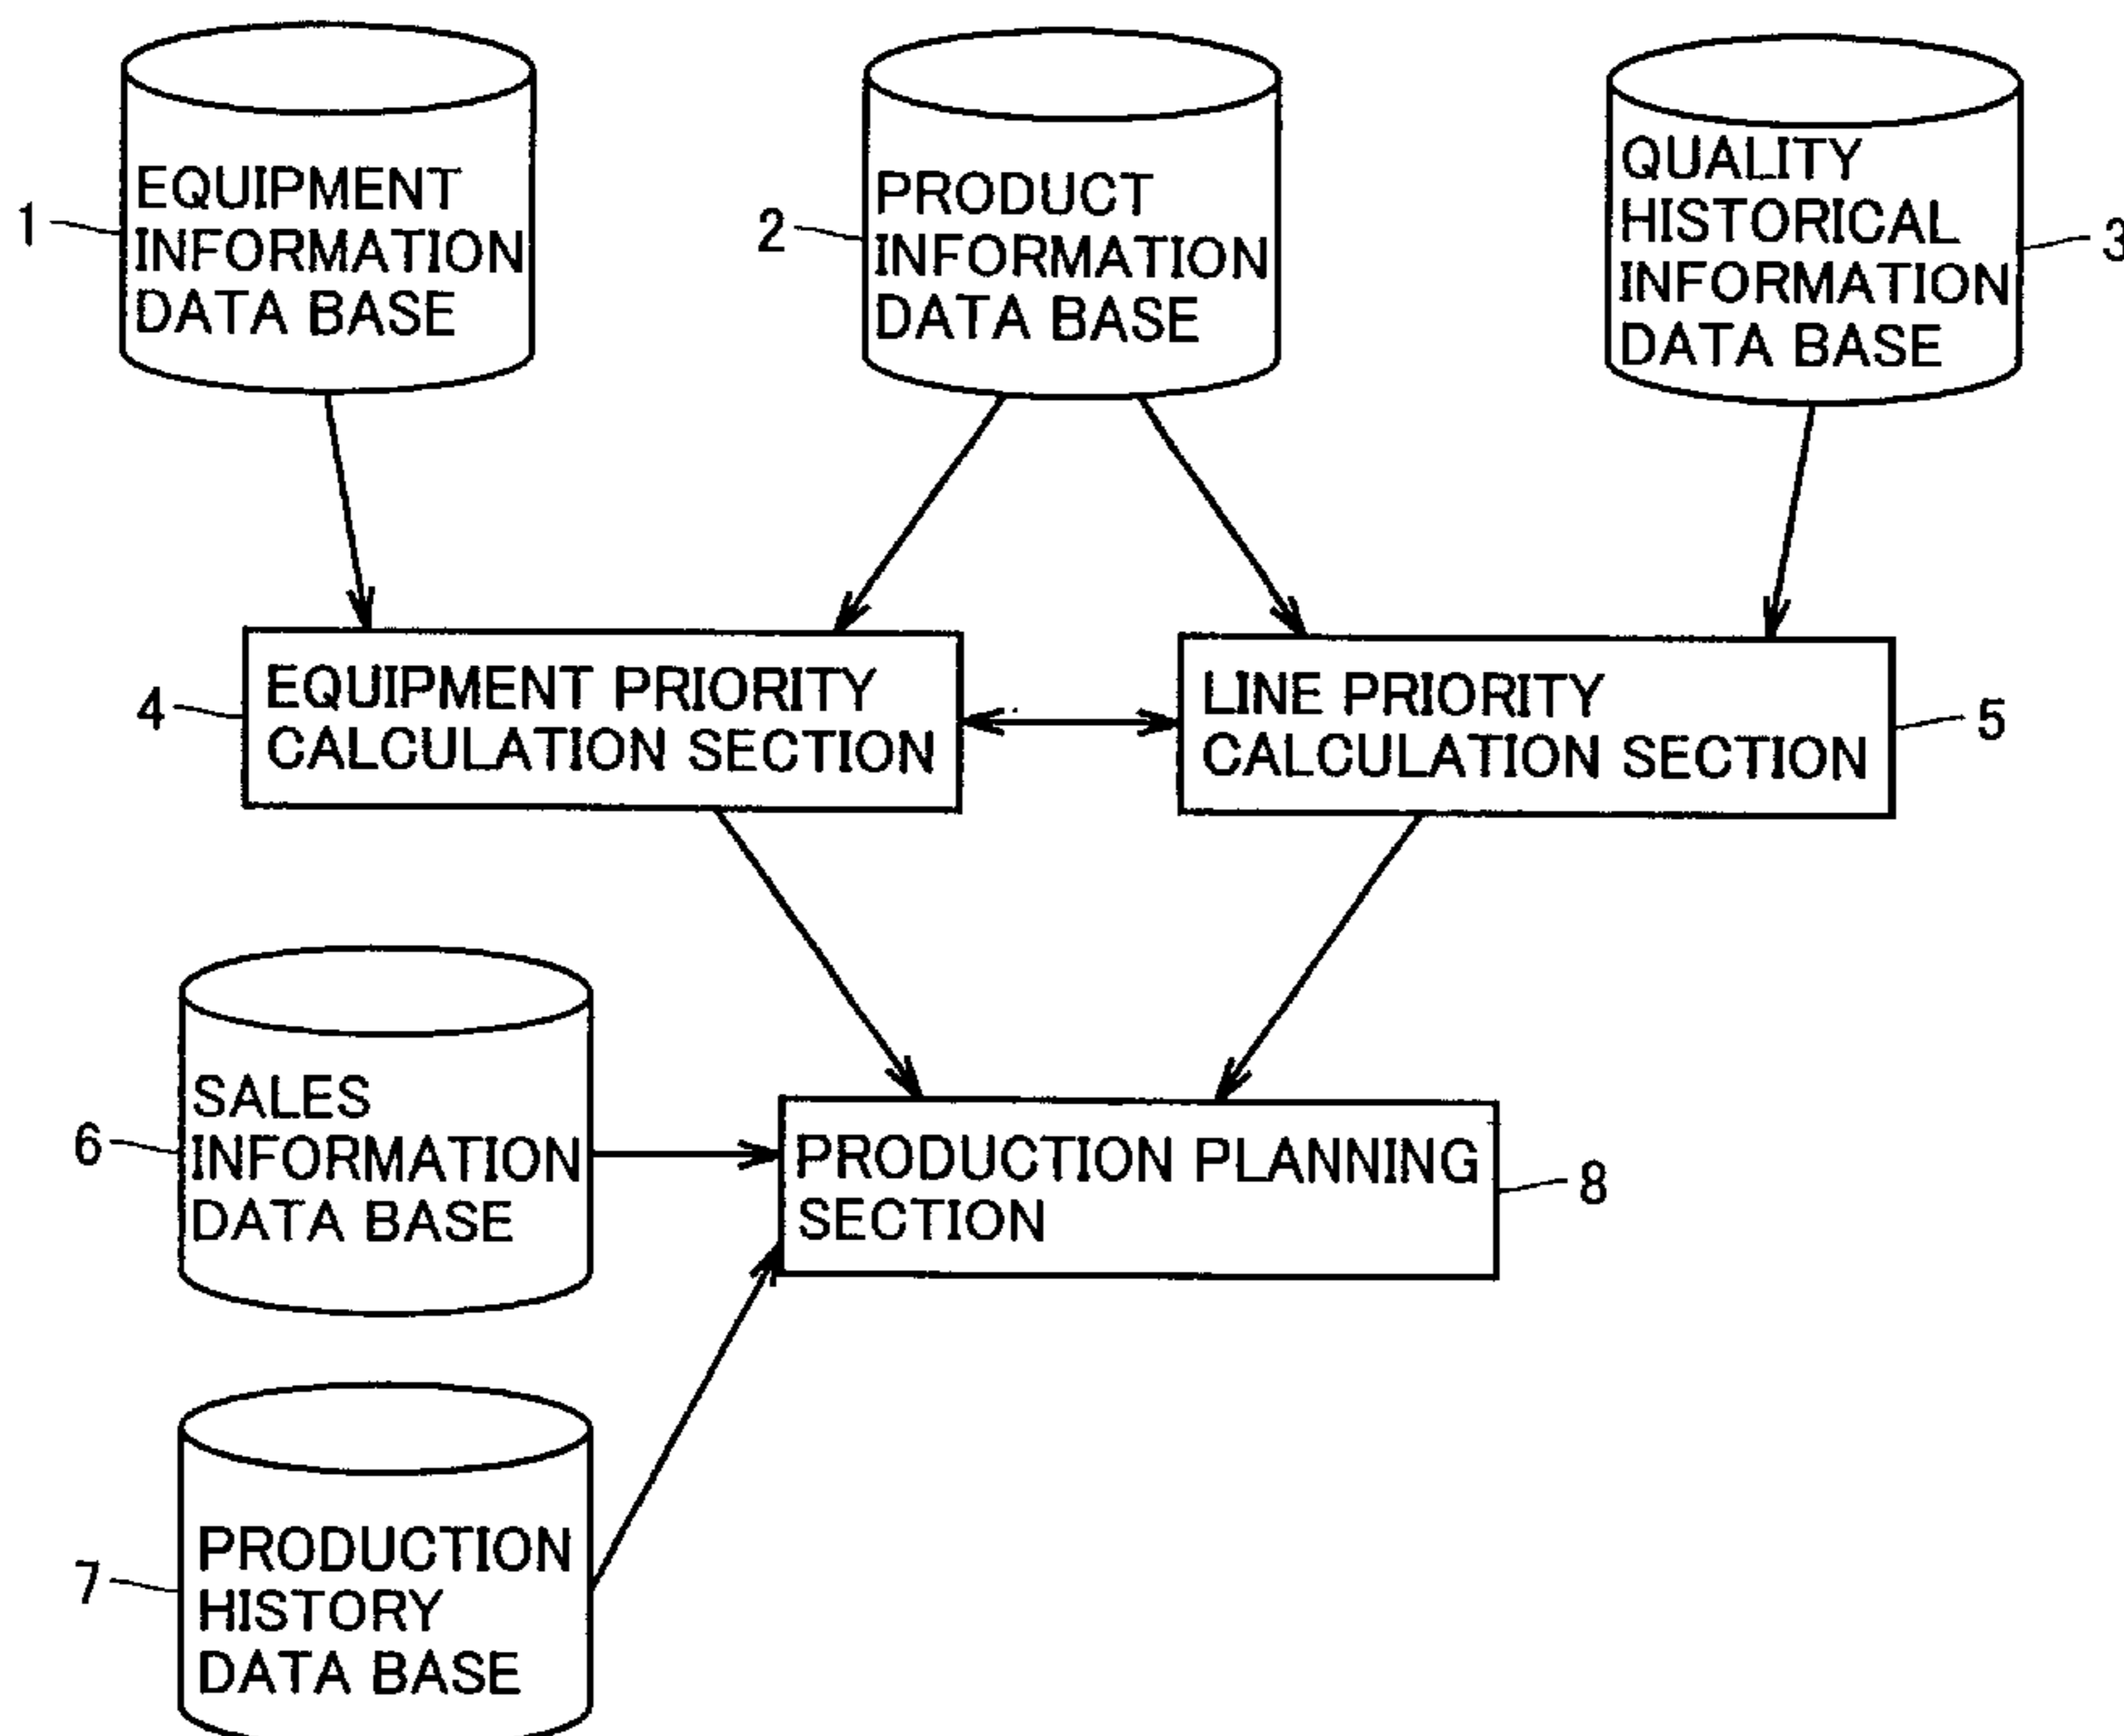 EQUIPMENT
INFORMATION
DATA BASE
1
PRODUCT
INFORMATION
DATA BASE
2
QUALITY
HISTORICAL
INFORMATION
DATA BASE
3
EQUIPMENT PRIORITY
CALCULATION SECTION
4
LINE PRIORITY
CALCULATION SECTION
5
SALES
INFORMATION
DATA BASE
6
PRODUCTION PLANNING
SECTION
8
PRODUCTION
HISTORY
DATA BASE
7